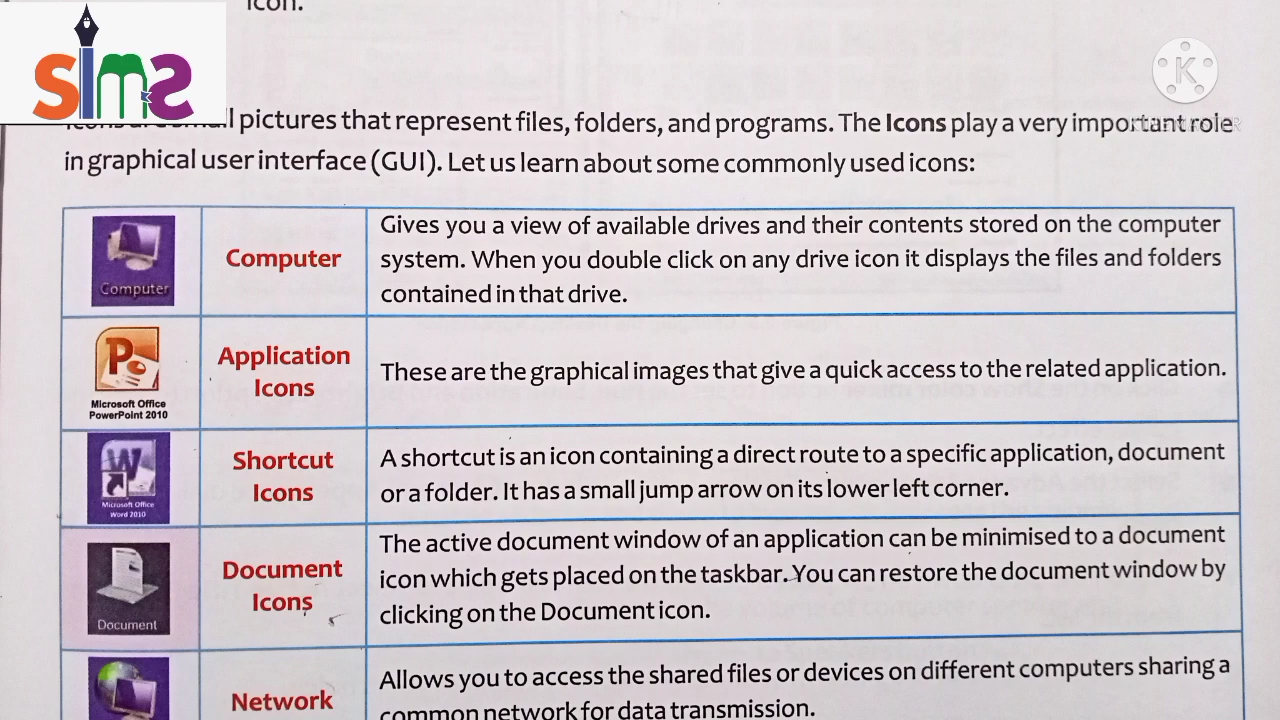 icon.
sims
K
KINEMASTER
Icons are small pictures that represent files, folders, and programs. The Icons play a very important role
in graphical user interface (GUI). Let us learn about some commonly used icons:
Computer
Computer
Gives you a view of available drives and their contents stored on the computer
system. When you double click on any drive icon it displays the files and folders
contained in that drive.
Microsoft Office
PowerPoint 2010
Application
Icons
These are the graphical images that give a quick access to the related application.
Microsoft Office
Word 2010
Shortcut
Icons
A shortcut is an icon containing a direct route to a specific application, document
or a folder. It has a small jump arrow on its lower left corner.
Document
Document
Icons
The active document window of an application can be minimised to a document
icon which gets placed on the taskbar. You can restore the document window by
clicking on the Document icon.
Network
Allows you to access the shared files or devices on different computers sharing a
common network for data transmission.